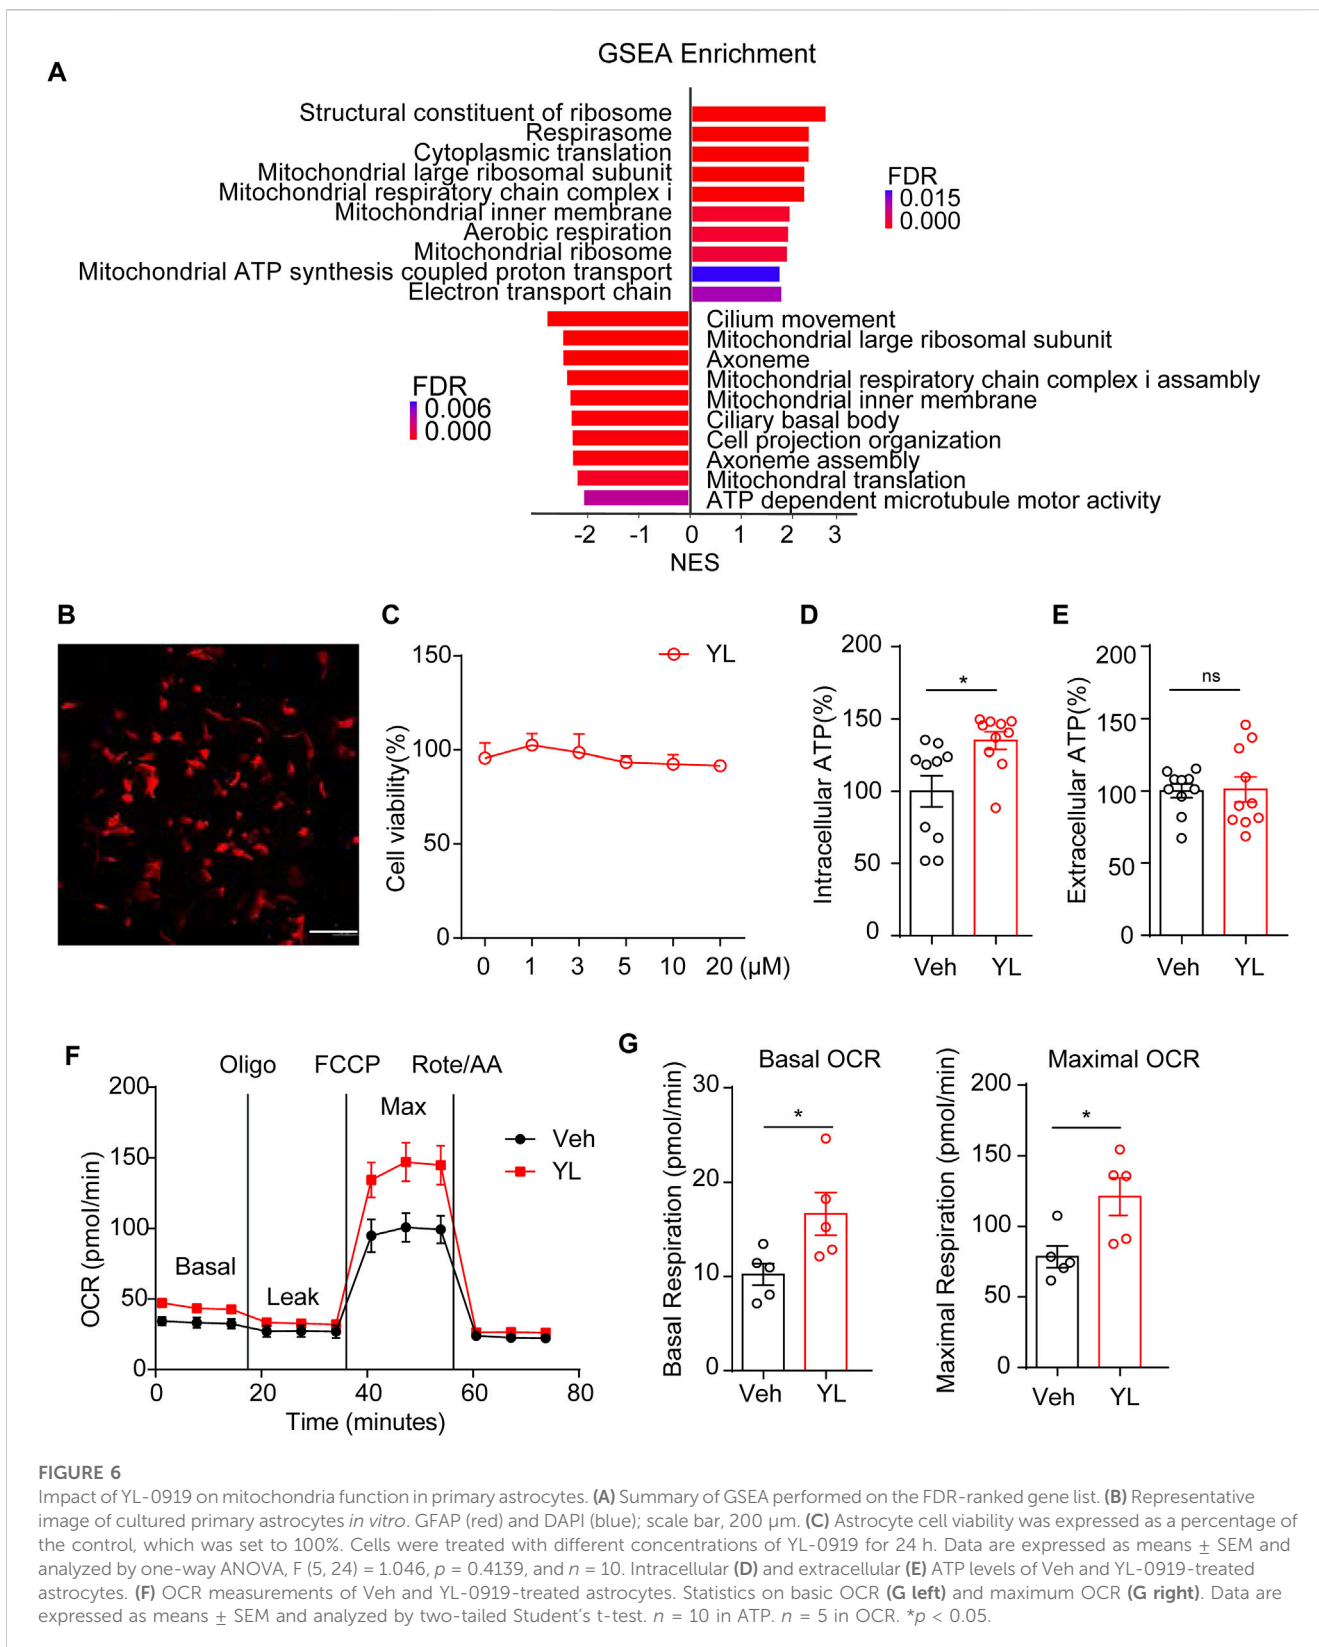 A
GSEA Enrichment
Structural constituent of ribosome
Respirasome
Cytoplasmic translation
Mitochondrial large ribosomal subunit
Mitochondrial respiratory chain complex i
Mitochondrial inner membrane
Aerobic respiration
Mitochondrial ribosome
Mitochondrial ATP synthesis coupled proton transport
Electron transport chain
FDR
0.015
0.000
Cilium movement
Mitochondrial large ribosomal subunit
Axoneme
Mitochondrial respiratory chain complex i assambly
Mitochondrial inner membrane
Ciliary basal body
Cell projection organization
Axoneme assembly
Mitochondral translation
ATP dependent microtubule motor activity
FDR
0.006
0.000
-2 -1 0 1 2 3
NES
B
C
150
100
50
0
Cell viability(%)
YL
0 1 3 5 10 20 (μM)
D
200
150
100
50
0
Intracellular ATP(%)
*
Veh YL
E
200
150
100
50
0
Extracellular ATP(%)
ns
Veh YL
F
Oligo FCCP Rote/AA
200
150
100
50
0
OCR (pmol/min)
Basal
Leak
Max
Veh
YL
0 20 40 60 80
Time (minutes)
G
Basal OCR
30
20
10
0
Basal Respiration (pmol/min)
*
Veh YL
Maximal OCR
200
150
100
50
0
Maximal Respiration (pmol/min)
*
Veh YL
FIGURE 6
Impact of YL-0919 on mitochondria function in primary astrocytes. (A) Summary of GSEA performed on the FDR-ranked gene list. (B) Representative
image of cultured primary astrocytes in vitro. GFAP (red) and DAPI (blue); scale bar, 200 μm. (C) Astrocyte cell viability was expressed as a percentage of
the control, which was set to 100%. Cells were treated with different concentrations of YL-0919 for 24 h. Data are expressed as means ± SEM and
analyzed by one-way ANOVA, F (5, 24) = 1.046, p = 0.4139, and n = 10. Intracellular (D) and extracellular (E) ATP levels of Veh and YL-0919-treated
astrocytes. (F) OCR measurements of Veh and YL-0919-treated astrocytes. Statistics on basic OCR (G left) and maximum OCR (G right). Data are
expressed as means ± SEM and analyzed by two-tailed Student's t-test. n = 10 in ATP. n = 5 in OCR. *p < 0.05.